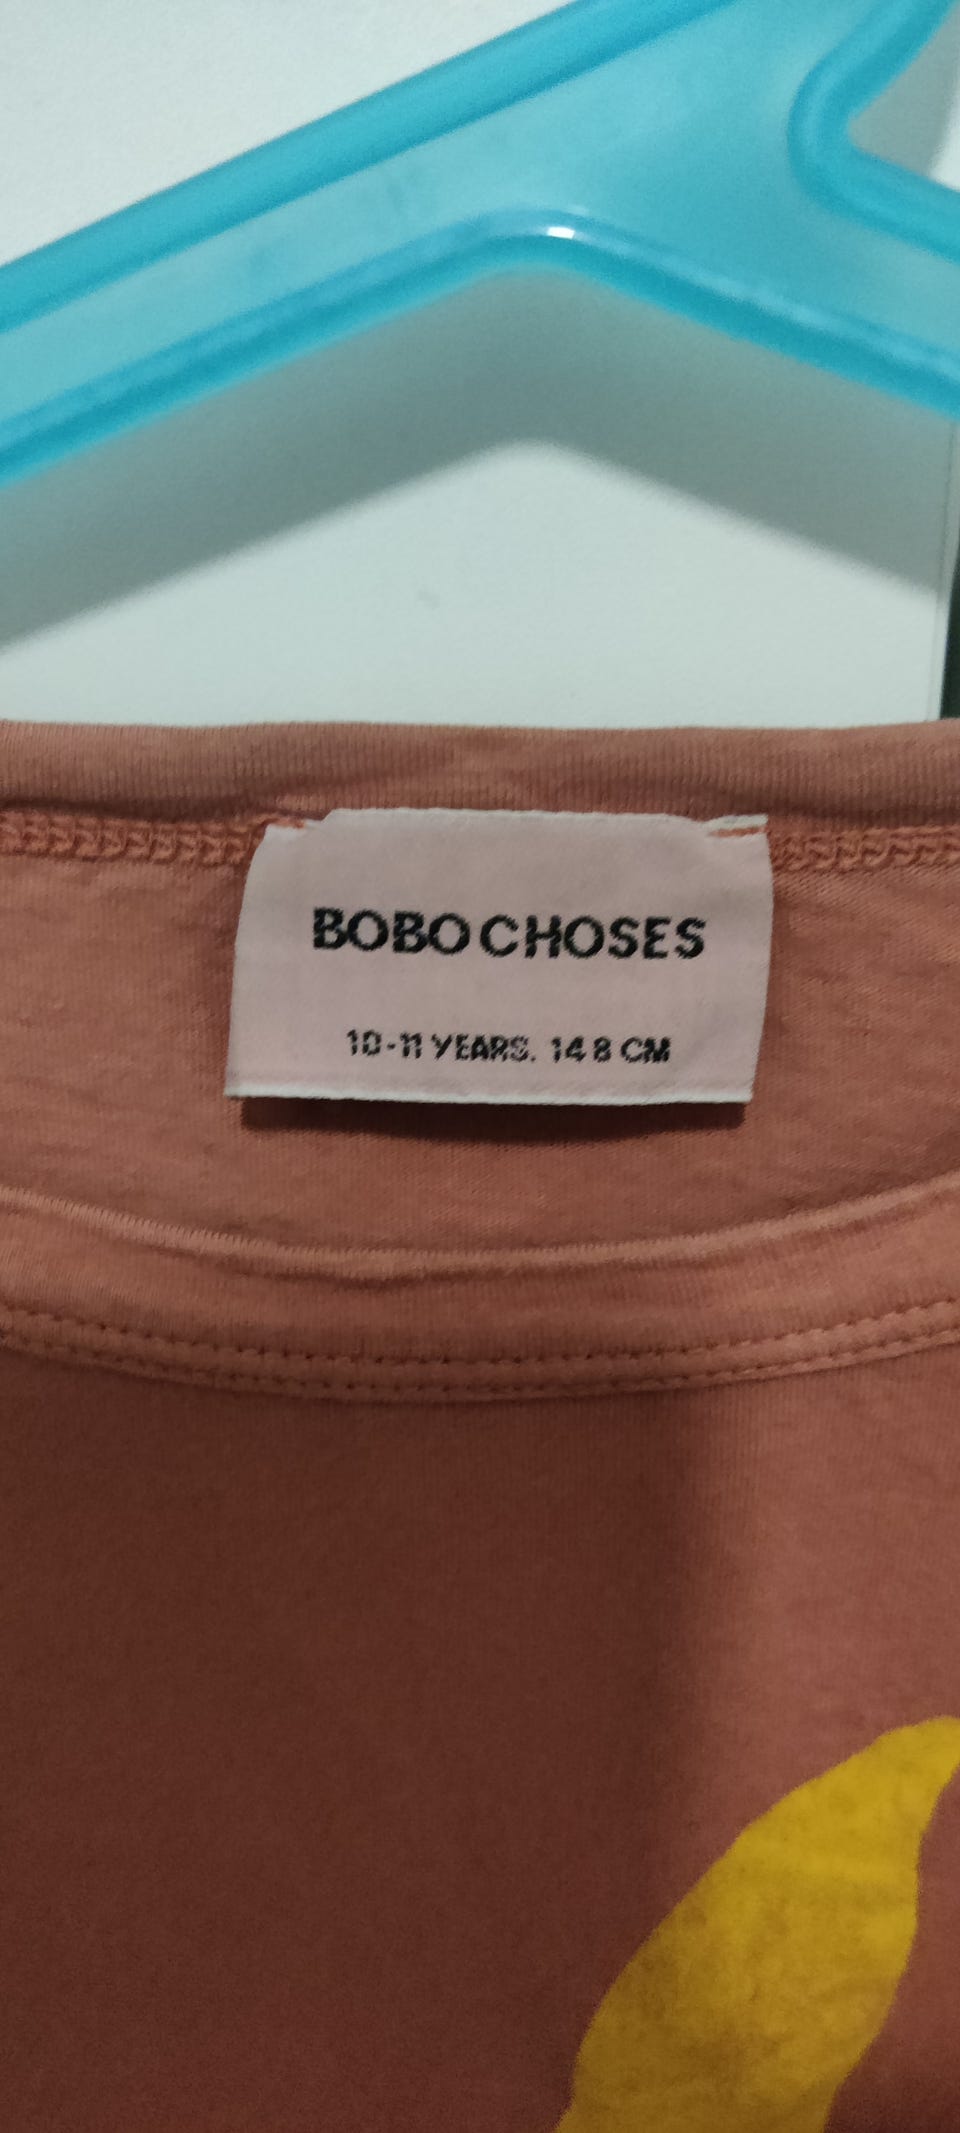 BOBO CHOSES
10-11 YEARS. 148 CM